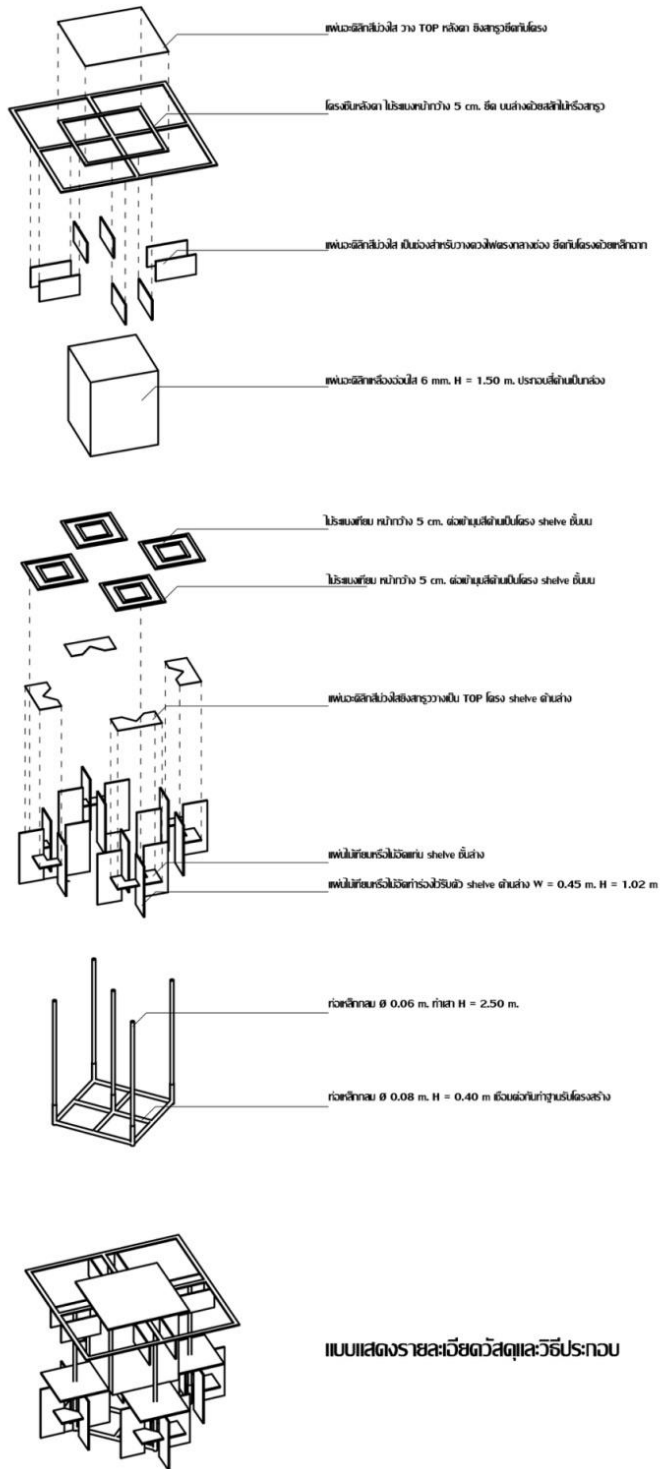 แผ่นอะคิลิกสีม่วงใส วาง TOP หลังคา ยิงสกรูวยึดกับโครง
โครงยืนหลังคา ไม้ระแนงหน้ากว้าง 5 cm. ยึด บนล่างด้วยสลักไม้หรือสกรูว
แผ่นอะคิลิกสีม่วงใส เป็นช่องสำหรับวางดวงไฟตรงกลางช่อง ยึดกับโครงด้วยเหล็กฉาก
แผ่นอะคิลิกเหลืองอ่อนใส 6 mm. H = 1.50 m. ประกอบสี่ด้านเป็นกล่อง
ไม้ระแนงเทียม หน้ากว้าง 5 cm. ต่อเข้ามุมสี่ด้านเป็นโครง shelve ชั้นบน
ไม้ระแนงเทียม หน้ากว้าง 5 cm. ต่อเข้ามุมสี่ด้านเป็นโครง shelve ชั้นบน
แผ่นอะคิลิกสีม่วงใสยิงสกรูววางเป็น TOP โครง shelve ด้านล่าง
แผ่นไม้เทียมหรือไม้อัดแท่น shelve ชั้นล่าง
แผ่นไม้เทียมหรือไม้อัดทำร่องไว้รับตัว shelve ด้านล่าง W = 0.45 m. H = 1.02 m
ท่อเหล็กกลม Ø 0.06 m. ทำเสา H = 2.50 m.
ท่อเหล็กกลม Ø 0.08 m. H = 0.40 m เชื่อมต่อกันทำฐานรับโครงสร้าง
แบบแสดงรายละเอียดวัสดุและวิธีประกอบ